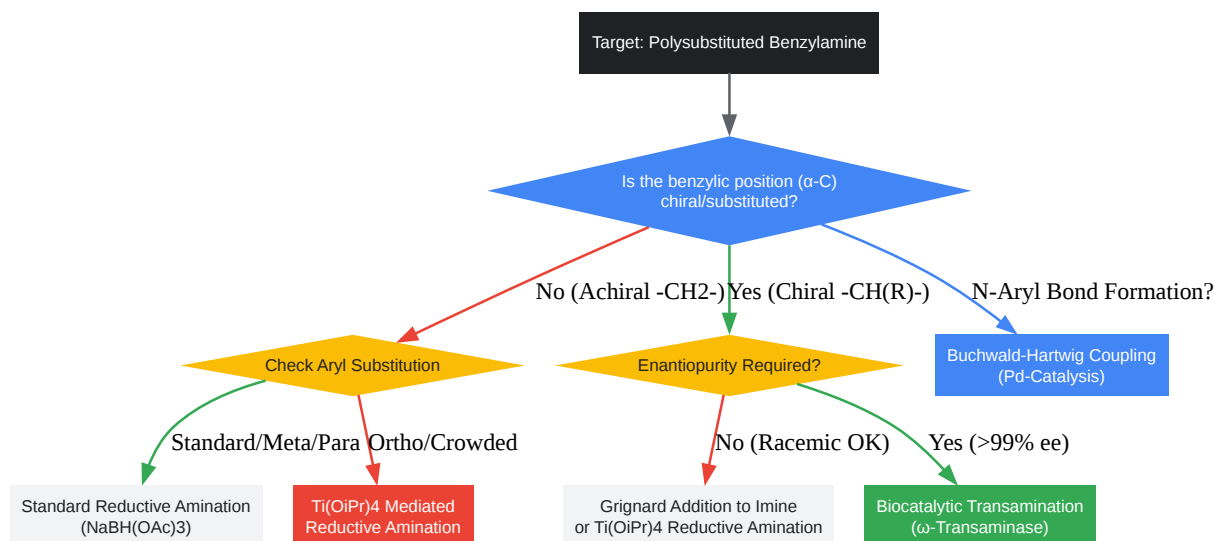 Target: Polysubstituted Benzylamine
Is the benzylic position (α-C)
chiral/substituted?
No (Achiral -CH2-)
Yes (Chiral -CH(R)-)
N-Aryl Bond Formation?
Check Aryl Substitution
Enantiopurity Required?
Buchwald-Hartwig Coupling
(Pd-Catalysis)
Standard/Meta/Para
Ortho/Crowded
No (Racemic OK)
Yes (>99% ee)
Standard Reductive Amination
(NaBH(OAc)3)
Ti(OiPr)4 Mediated
Reductive Amination
Grignard Addition to Imine
or Ti(OiPr)4 Reductive Amination
Biocatalytic Transamination
(ω-Transaminase)